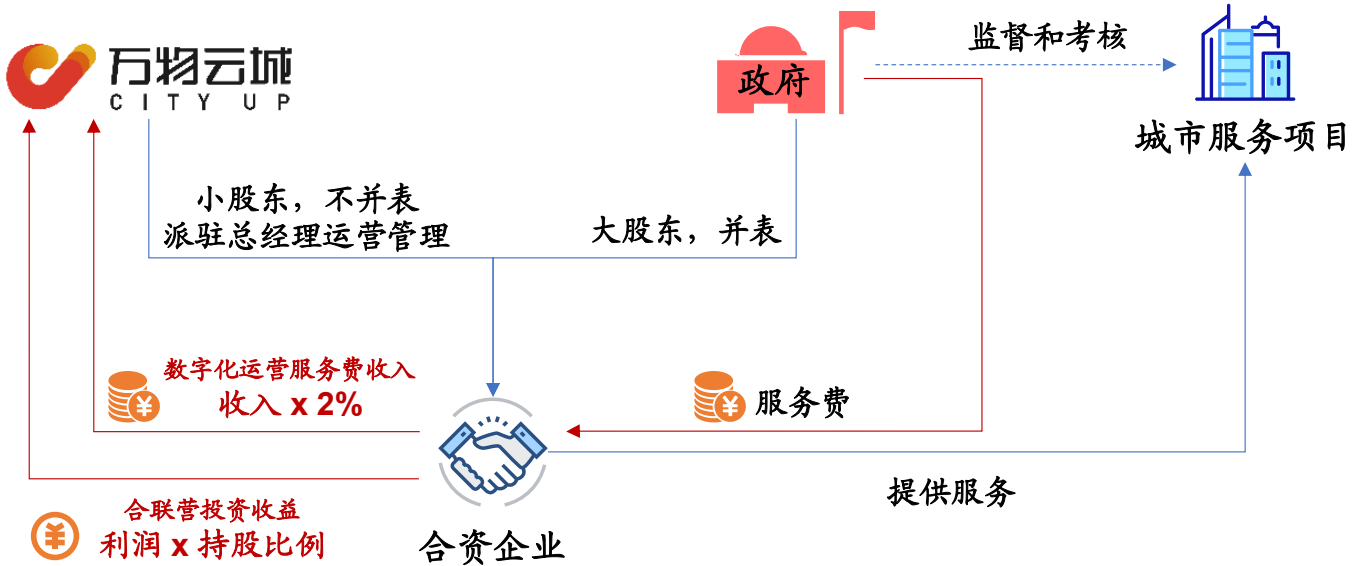 万物云城
CITY UP
政府
监督和考核
城市服务项目
小股东，不并表
派驻总经理运营管理
大股东，并表
数字化运营服务费收入
收入 x 2%
¥
¥
服务费
提供服务
合联营投资收益
利润 x 持股比例
¥
合资企业